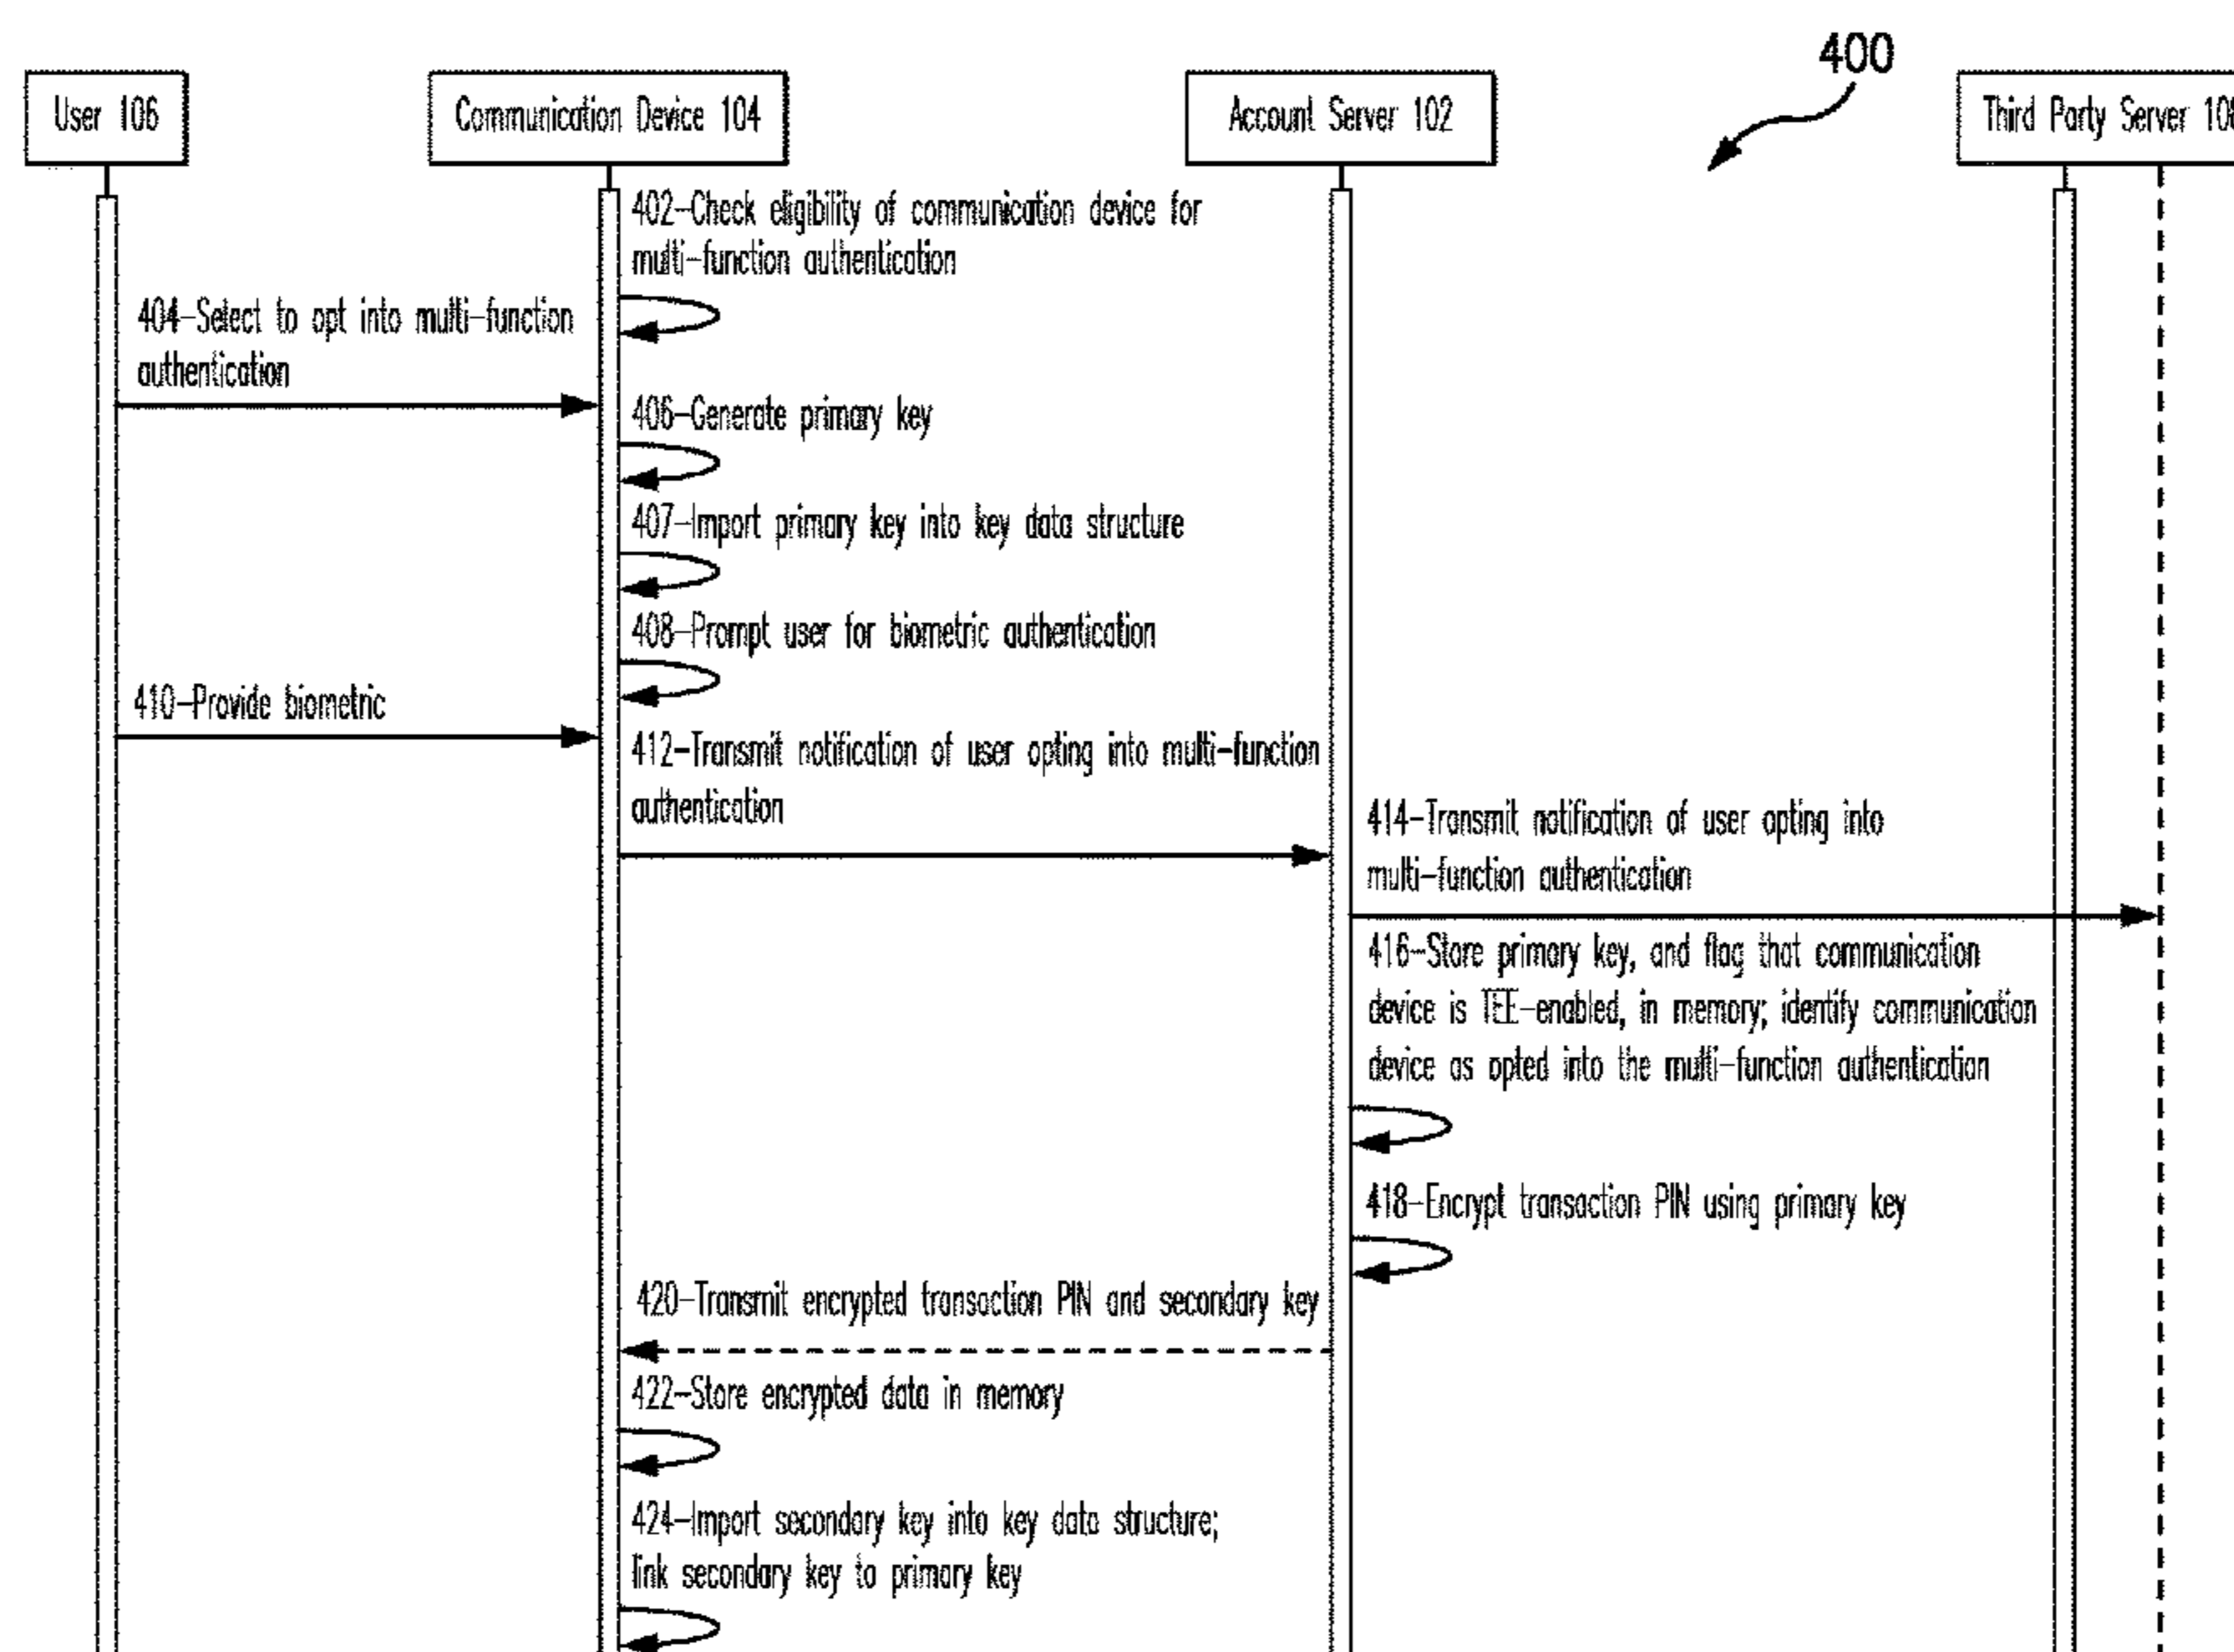 400
User 106
Communication Device 104
Account Server 102
Third Party Server 108
402-Check eligibility of communication device for
multi-function authentication
404-Select to opt into multi-function
authentication
406-Generate primary key
407-Import primary key into key data structure
408-Prompt user for biometric authentication
410-Provide biometric
412-Transmit notification of user opting into multi-function
authentication
414-Transmit notification of user opting into
multi-function authentication
416-Store primary key, and flag that communication
device is TEE-enabled, in memory; identify communication
device as opted into the multi-function authentication
418-Encrypt transaction PIN using primary key
420-Transmit encrypted transaction PIN and secondary key
422-Store encrypted data in memory
424-Import secondary key into key data structure;
link secondary key to primary key